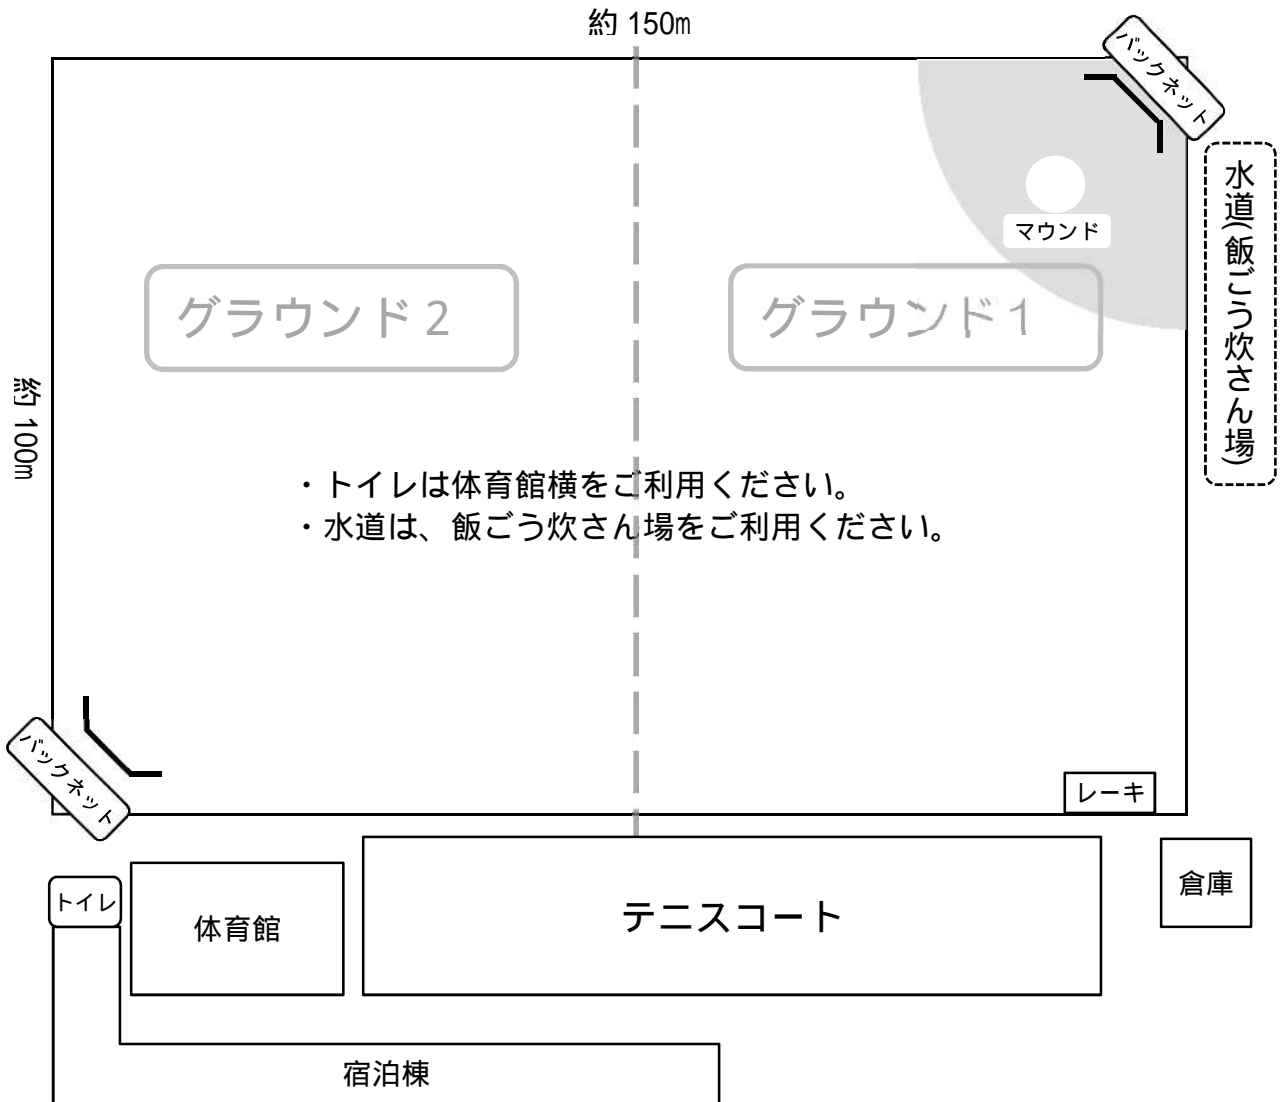 約 150m
バックネット
水道(飯ごう炊さん場)
マウンド
グラウンド 2
グラウンド 1
約 100m
・トイレは体育館横をご利用ください。
・水道は、飯ごう炊さん場をご利用ください。
バックネット
レーキ
トイレ
体育館
テニスコート
倉庫
宿泊棟